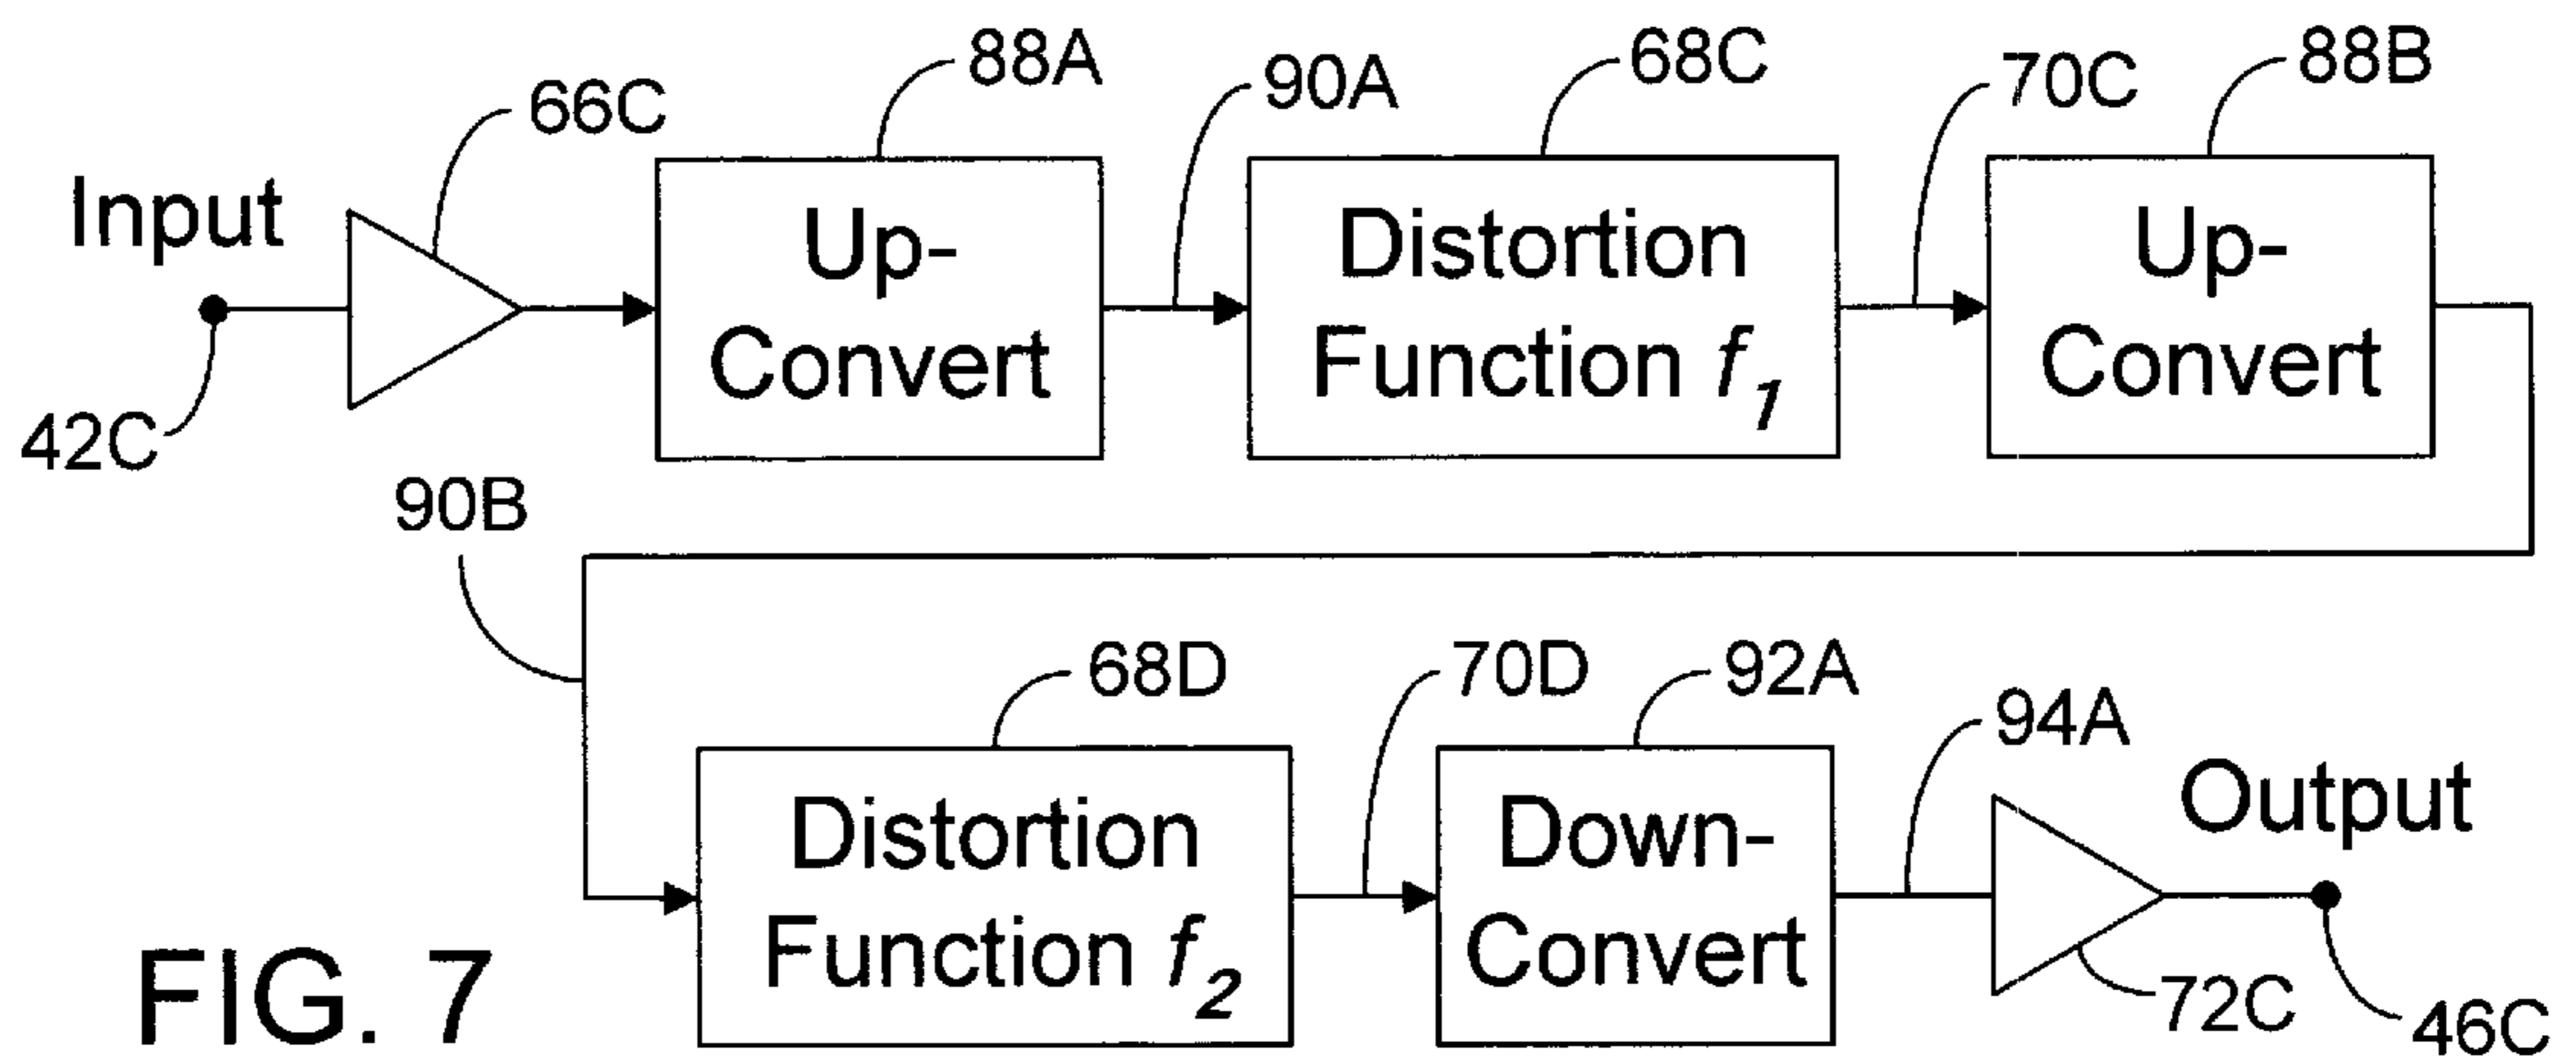 88A
90A
68C
70C
88B
66C
Input
Up-
Convert
Distortion
Function f1
Up-
Convert
42C
90B
68D
70D
92A
94A
Distortion
Function f2
Down-
Convert
Output
72C
46C
FIG. 7